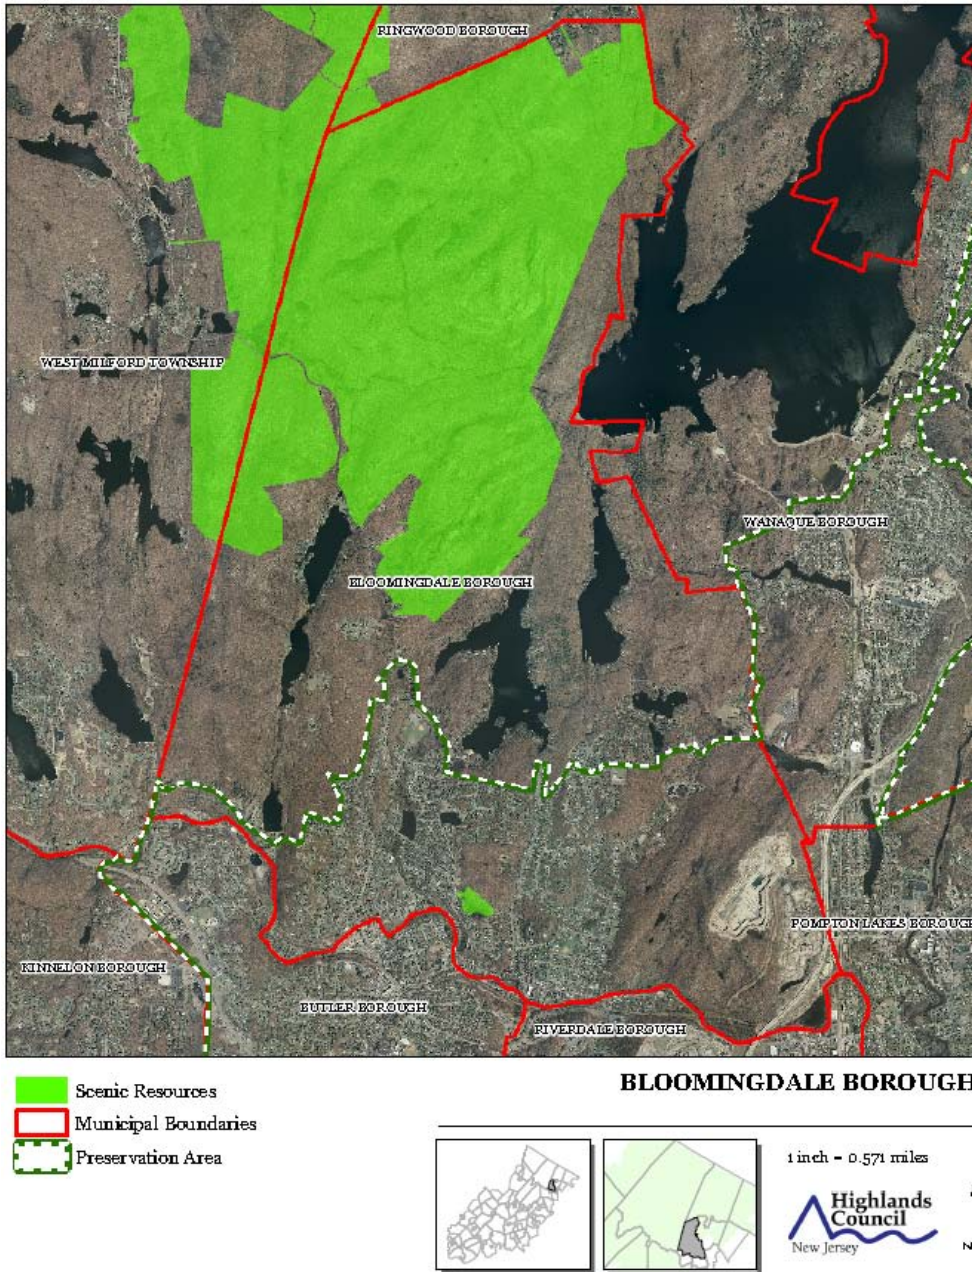 RINGWOOD BOROUGH
WEST MILFORD TOWNSHIP
WANAQUE BOROUGH
BLOOMINGDALE BOROUGH
POMPTON LAKES BOROUGH
KINNELON BOROUGH
BUTLER BOROUGH
RIVERDALE BOROUGH
BLOOMINGDALE BOROUGH
Scenic Resources
Municipal Boundaries
Preservation Area
1 inch = 0.571 miles
Highlands
Council
New Jersey